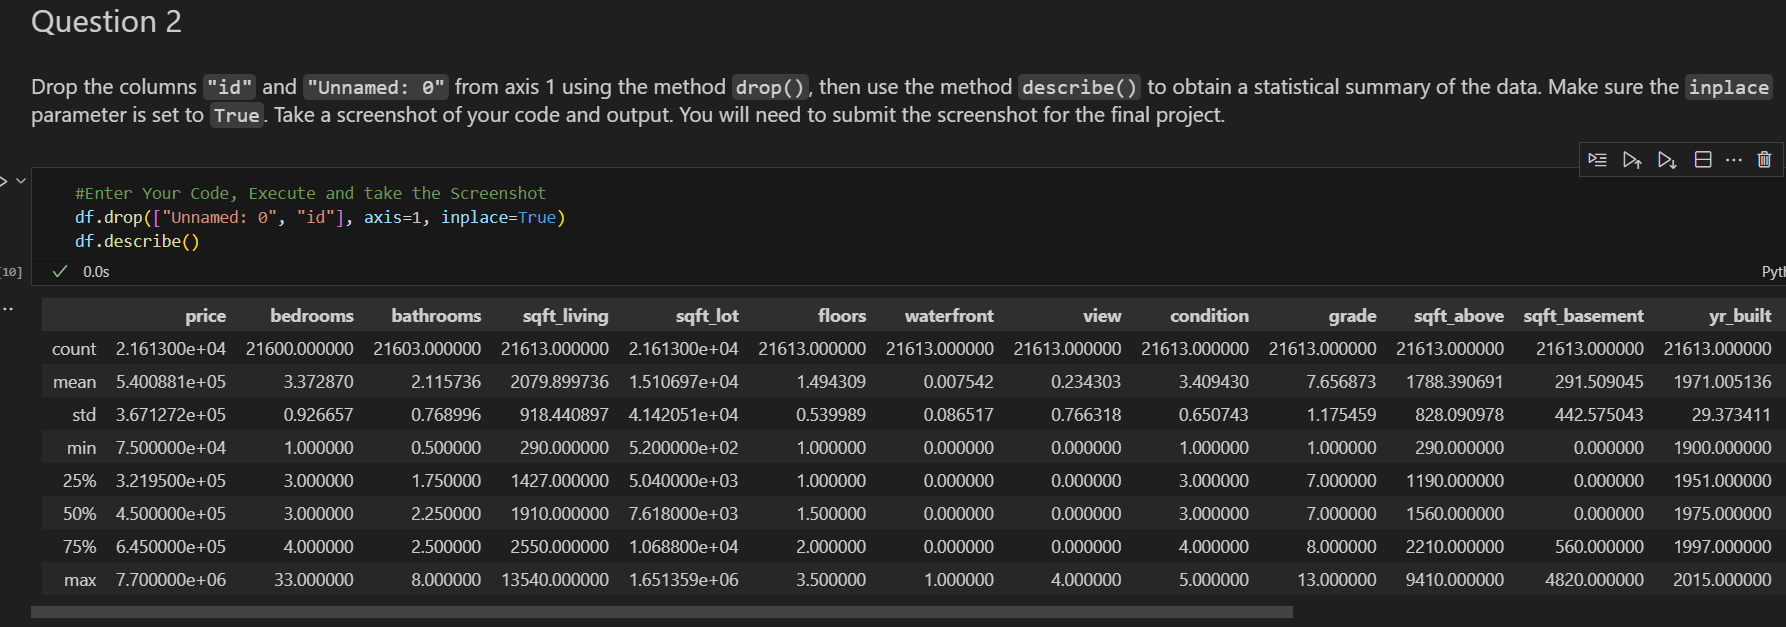 Question 2
Drop the columns "id" and "Unnamed: 0" from axis 1 using the method drop(), then use the method describe() to obtain a statistical summary of the data. Make sure the inplace
parameter is set to True. Take a screenshot of your code and output. You will need to submit the screenshot for the final project.
#Enter Your Code, Execute and take the Screenshot
df.drop(["Unnamed: 0", "id"], axis=1, inplace=True)
df.describe()
[10] 0.0s Pyth
price bedrooms bathrooms sqft_living sqft_lot floors waterfront view condition grade sqft_above sqft_basement yr_built
count 2.161300e+04 21600.000000 21603.000000 21613.000000 2.161300e+04 21613.000000 21613.000000 21613.000000 21613.000000 21613.000000 21613.000000 21613.000000 21613.000000
mean 5.400881e+05 3.372870 2.115736 2079.899736 1.510697e+04 1.494309 0.007542 0.234303 3.409430 7.656873 1788.390691 291.509045 1971.005136
std 3.671272e+05 0.926657 0.768996 918.440897 4.142051e+04 0.539989 0.086517 0.766318 0.650743 1.175459 828.090978 442.575043 29.373411
min 7.500000e+04 1.000000 0.500000 290.000000 5.200000e+02 1.000000 0.000000 0.000000 1.000000 1.000000 290.000000 0.000000 1900.000000
25% 3.219500e+05 3.000000 1.750000 1427.000000 5.040000e+03 1.000000 0.000000 0.000000 3.000000 7.000000 1190.000000 0.000000 1951.000000
50% 4.500000e+05 3.000000 2.250000 1910.000000 7.618000e+03 1.500000 0.000000 0.000000 3.000000 7.000000 1560.000000 0.000000 1975.000000
75% 6.450000e+05 4.000000 2.500000 2550.000000 1.068800e+04 2.000000 0.000000 0.000000 4.000000 8.000000 2210.000000 560.000000 1997.000000
max 7.700000e+06 33.000000 8.000000 13540.000000 1.651359e+06 3.500000 1.000000 4.000000 5.000000 13.000000 9410.000000 4820.000000 2015.000000